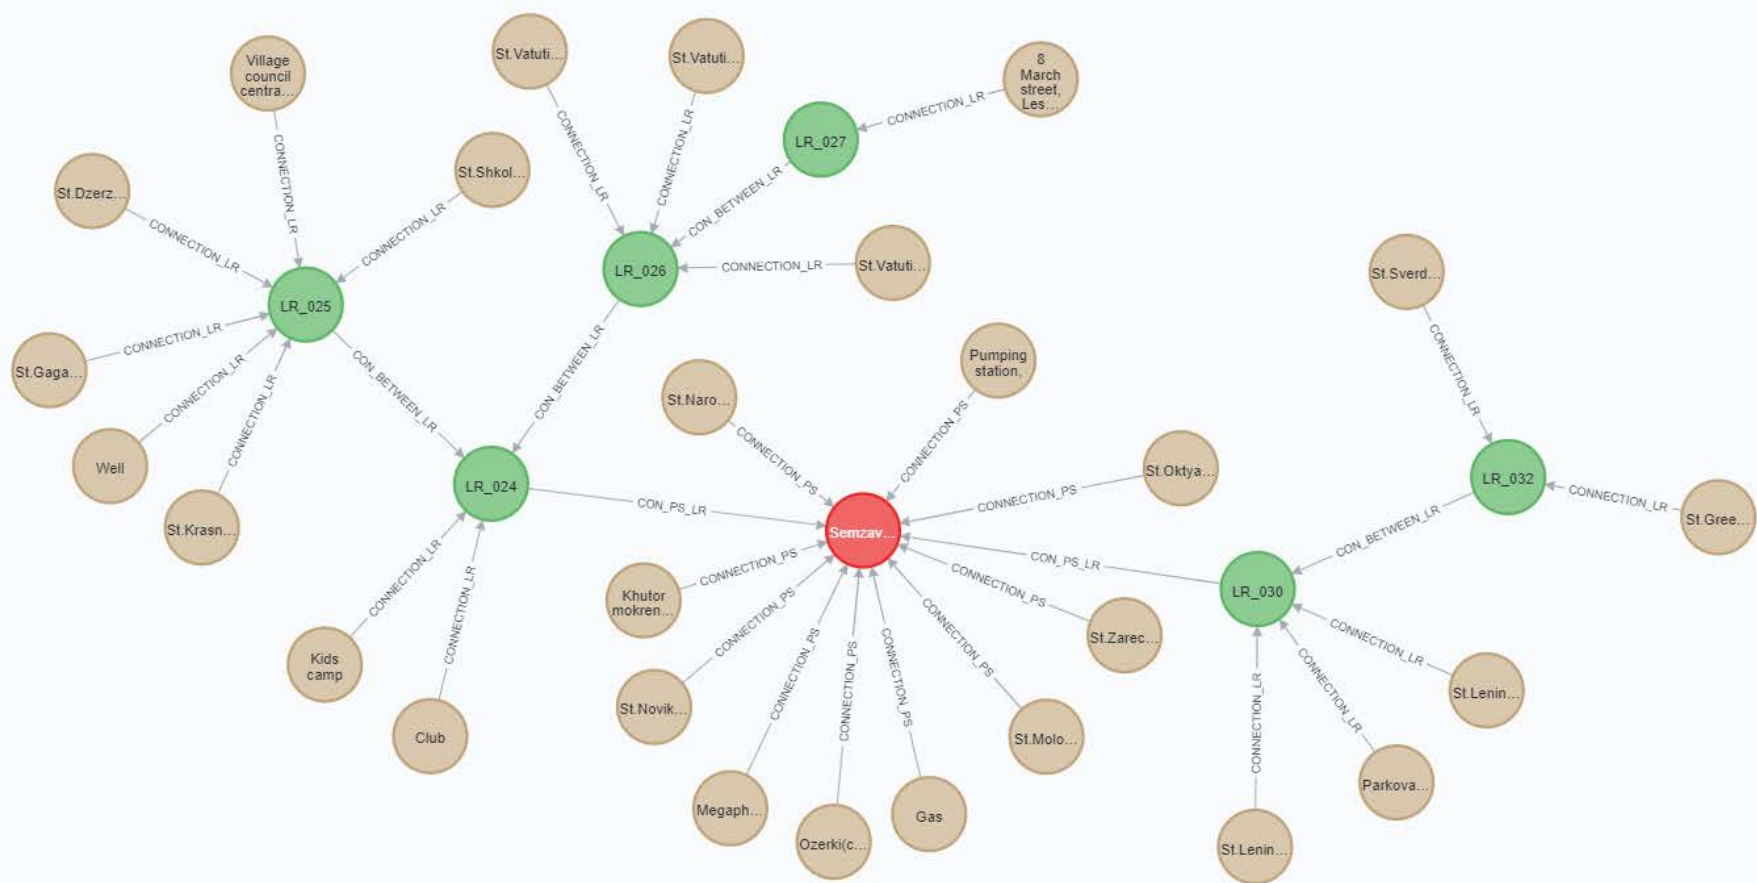 St.Vatuti...
St.Vatuti...
Village
council
centra...
8
March
street,
Les...
CONNECTION_LR
LR_027
CONNECTION_LR
CONNECTION_LR
CONNECTION_LR
St.Shkol...
St.Dzerz...
CON_BETWEEN_LR
CONNECTION_LR
CONNECTION_LR
LR_026
CONNECTION_LR
St.Vatuti...
St.Sverd...
LR_025
CONNECTION_LR
St.Gaga...
CONNECTION_LR
CONNECTION_LR
CON_BETWEEN_LR
CON_BETWEEN_LR
Pumping
station,
CONNECTION_LR
St.Naro...
CONNECTION_LR
Well
CONNECTION_PS
CONNECTION_PS
St.Oktya...
LR_024
LR_032
CONNECTION_PS
CONNECTION_LR
St.Gree...
CON_PS_LR
St.Krasn...
Semzav...
CON_BETWEEN_LR
CON_PS_LR
CONNECTION_PS
CONNECTION_PS
LR_030
Khutor
mokren...
CONNECTION_LR
CONNECTION_LR
CONNECTION_PS
CONNECTION_PS
CONNECTION_PS
CONNECTION_PS
CONNECTION_PS
St.Zarec...
CONNECTION_LR
Kids
camp
CONNECTION_LR
CONNECTION_LR
St.Lenin...
St.Novik...
Club
St.Molo...
Parkova...
Megaph...
Ozerki(c...
Gas
St.Lenin...